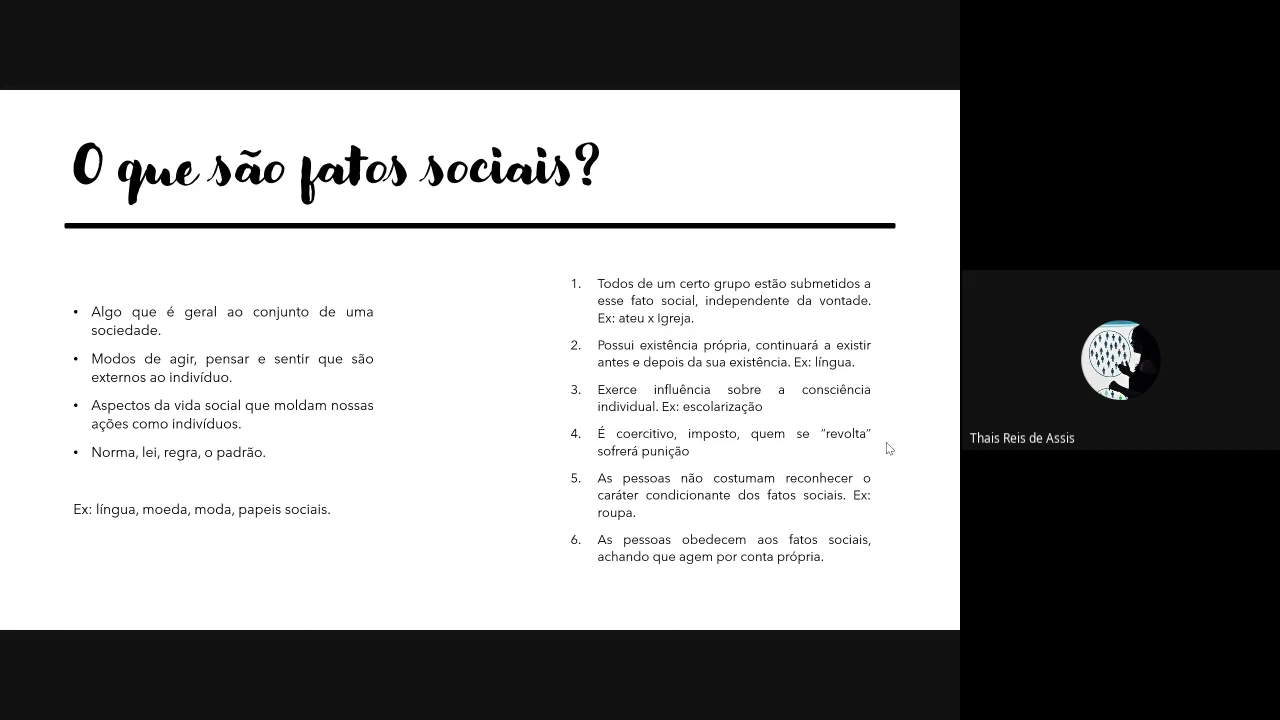 O que são fatos sociais?
• Algo que é geral ao conjunto de uma
sociedade.
• Modos de agir, pensar e sentir que são
externos ao indivíduo.
• Aspectos da vida social que moldam nossas
ações como indivíduos.
• Norma, lei, regra, o padrão.
Ex: língua, moeda, moda, papeis sociais.
1. Todos de um certo grupo estão submetidos a
esse fato social, independente da vontade.
Ex: ateu x Igreja.
2. Possui existência própria, continuará a existir
antes e depois da sua existência. Ex: língua.
3. Exerce influência sobre a consciência
individual. Ex: escolarização
4. É coercitivo, imposto, quem se “revolta”
sofrerá punição
5. As pessoas não costumam reconhecer o
caráter condicionante dos fatos sociais. Ex:
roupa.
6. As pessoas obedecem aos fatos sociais,
achando que agem por conta própria.
Thais Reis de Assis